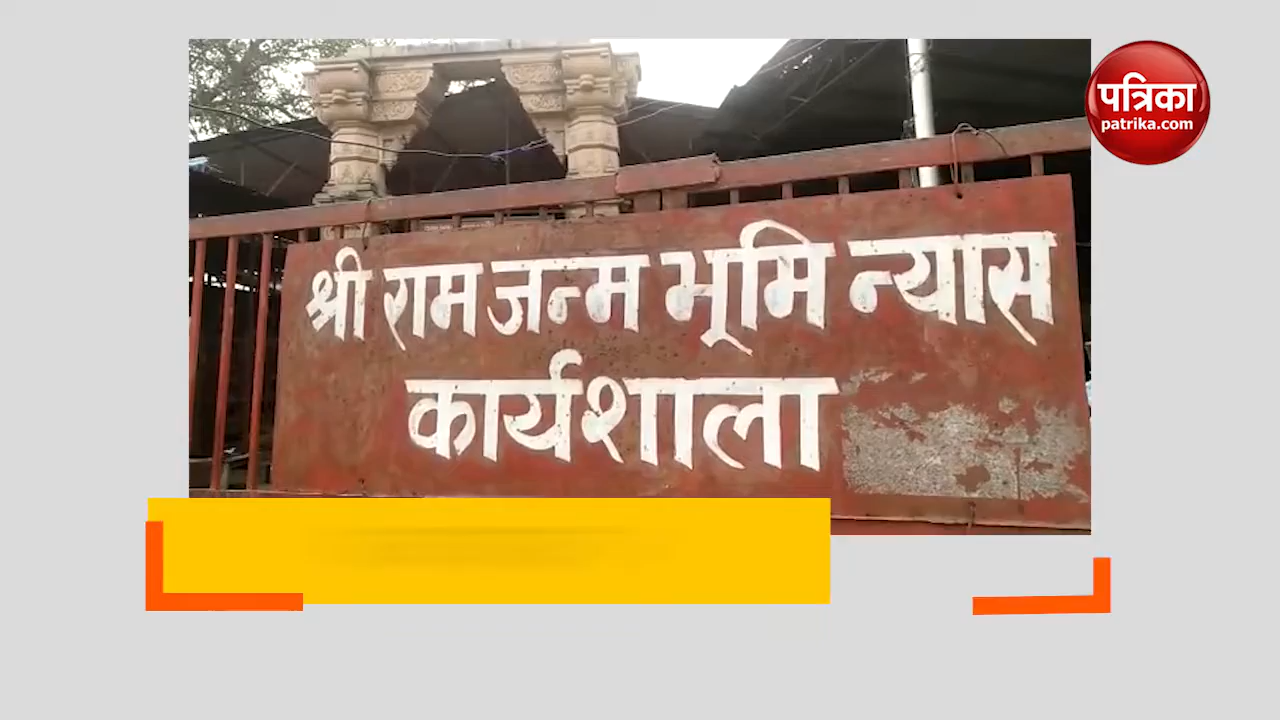 पत्रिका
patrika.com
श्री राम जन्म भूमि न्यास
कार्यशाला